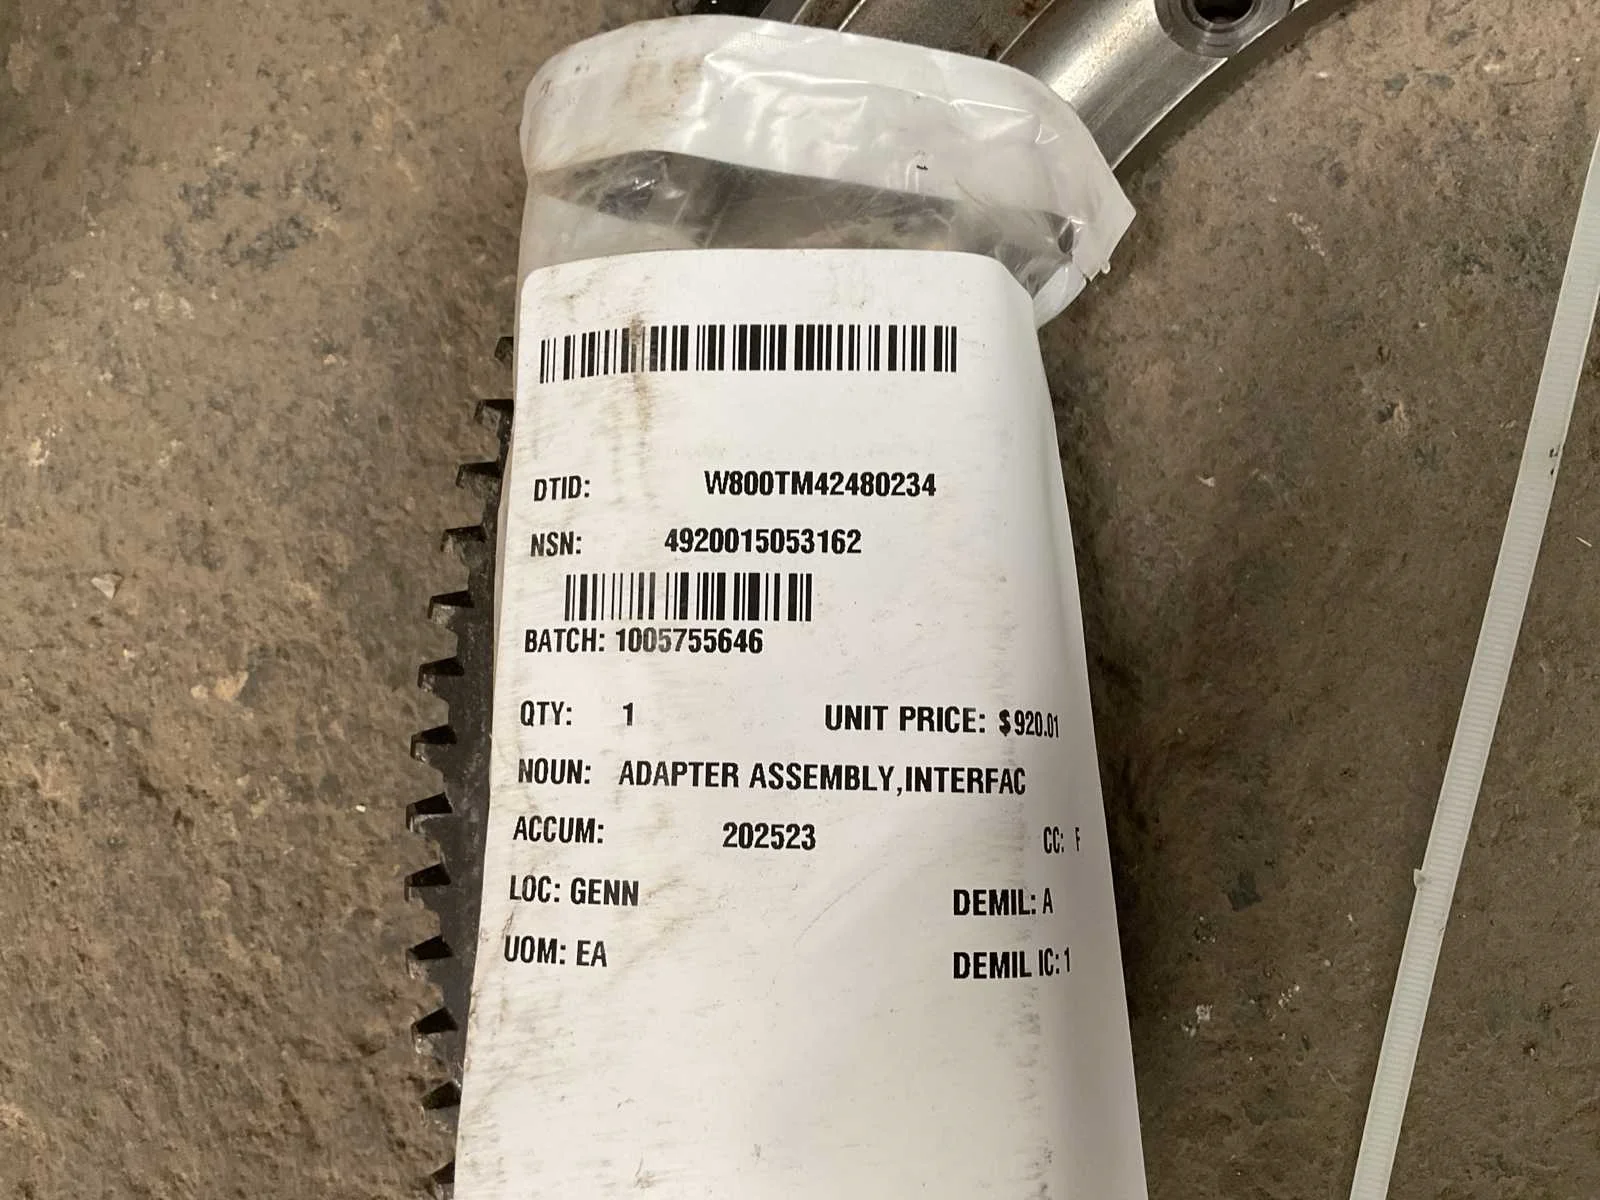 DTID: W800TM42480234
NSN: 4920015053162
BATCH: 1005755646
QTY: 1 UNIT PRICE: $920.01
NOUN: ADAPTER ASSEMBLY,INTERFAC
ACCUM: 202523 CC: F
LOC: GENN DEMIL: A
UOM: EA DEMIL IC: 1